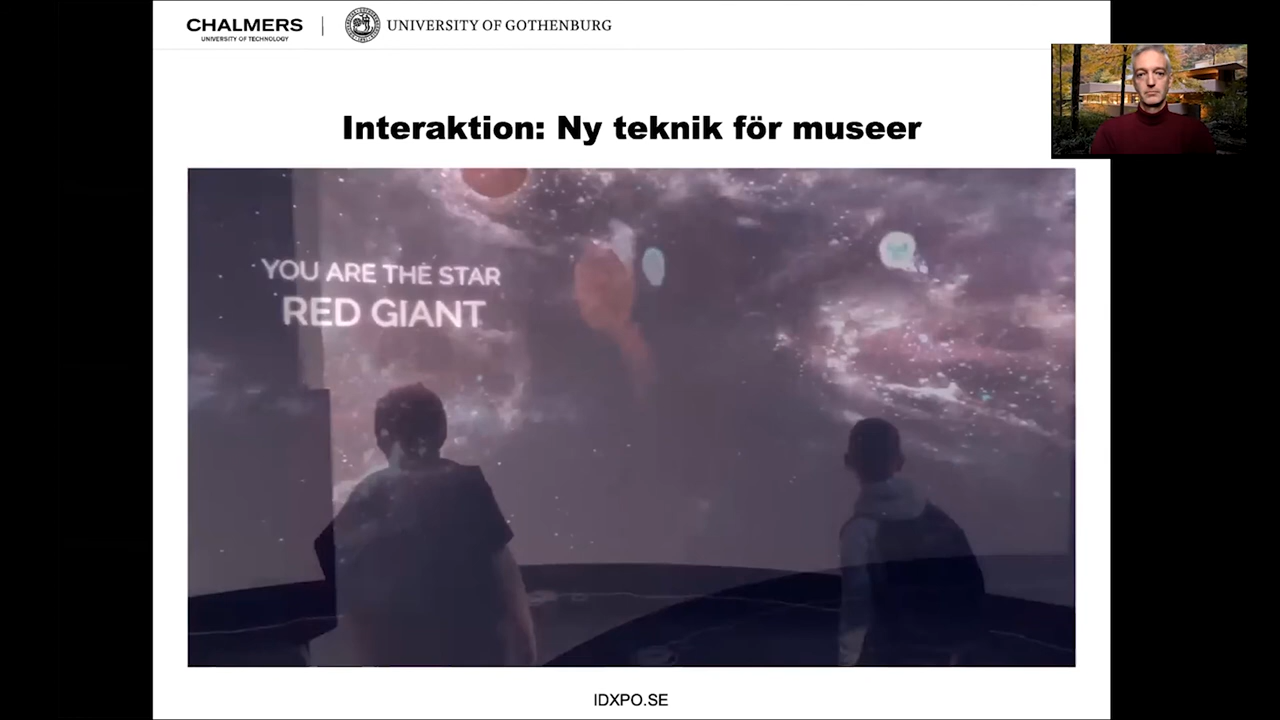 CHALMERS
UNIVERSITY OF TECHNOLOGY
UNIVERSITY OF GOTHENBURG
Interaktion: Ny teknik för museer
YOU ARE THE STAR
RED GIANT
IDXPO.SE